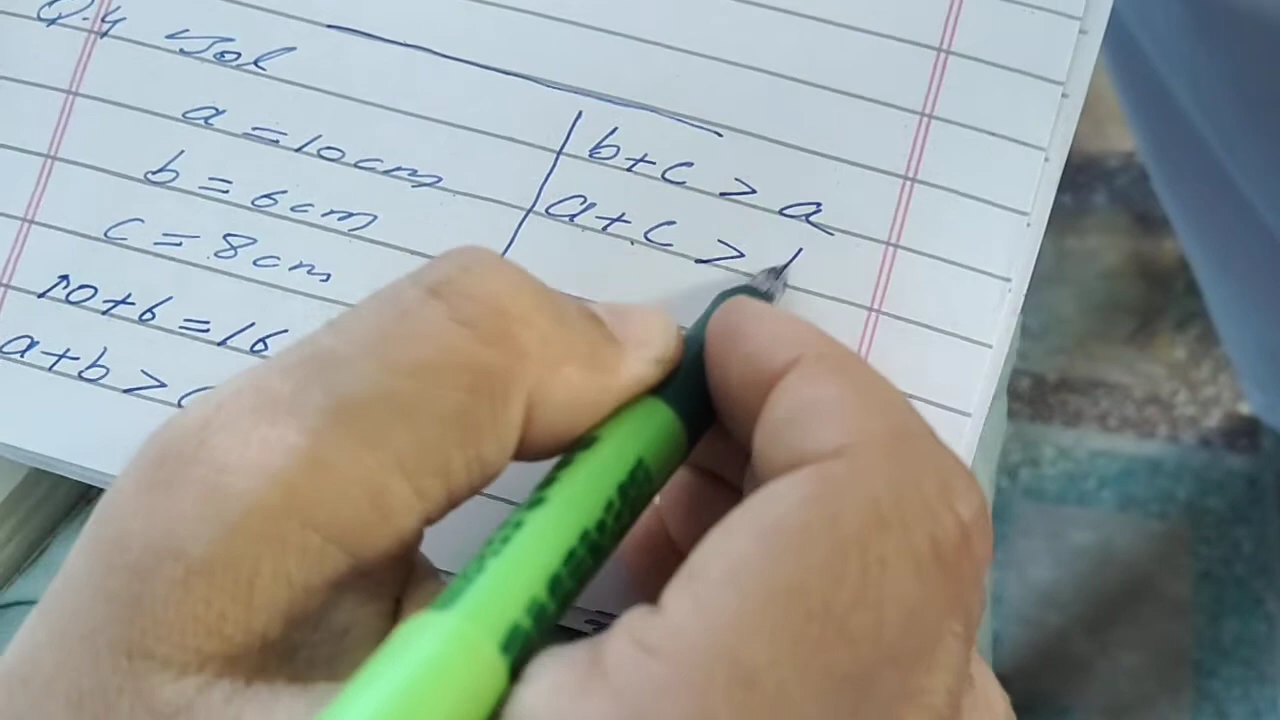 Q.4 Sol
a = 10cm
b = 6cm
c = 8cm
10+6 = 16
a+b >
b+c > a
a+c >